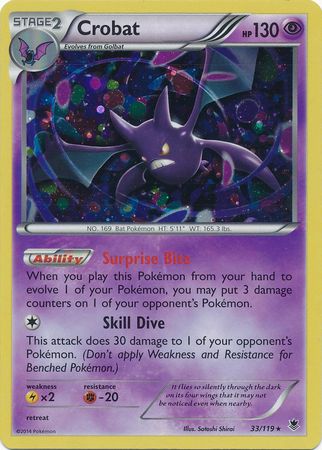 STAGE2
Crobat
HP 130
Evolves from Golbat
NO. 169 Bat Pokémon HT: 5'11" WT: 165.3 lbs.
Ability Surprise Bite
When you play this Pokémon from your hand to
evolve 1 of your Pokémon, you may put 3 damage
counters on 1 of your opponent's Pokémon.
Skill Dive
This attack does 30 damage to 1 of your opponent's
Pokémon. (Don't apply Weakness and Resistance for
Benched Pokémon.)
weakness
×2
resistance
-20
retreat
It flies so silently through the dark
on its four wings that it may not
be noticed even when nearby.
Illus. Satoshi Shirai
33/119
©2014 Pokémon